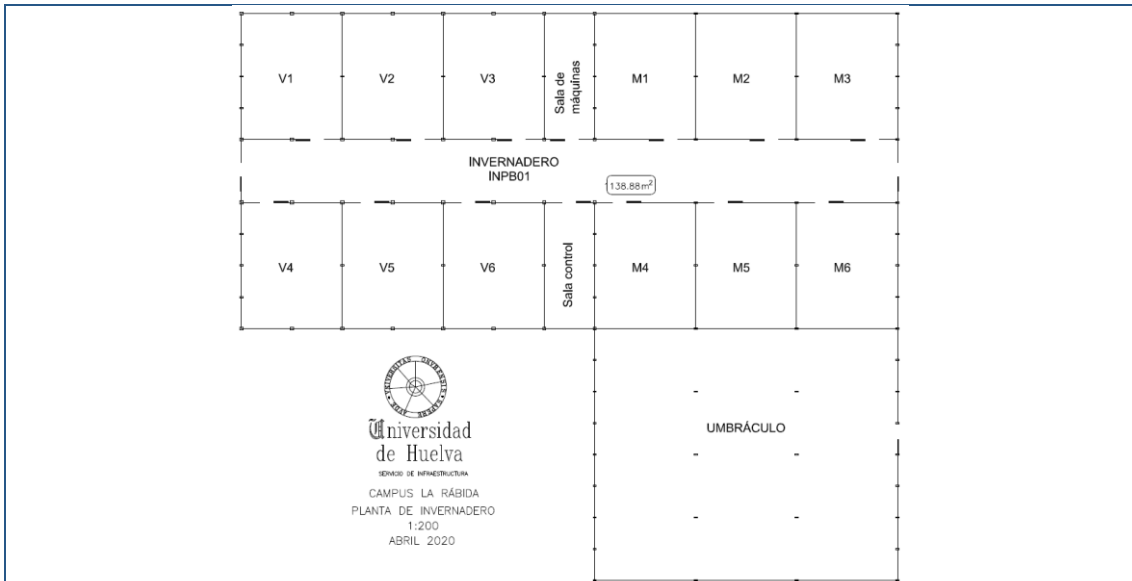 V1
V2
V3
Sala de
máquinas
M1
M2
M3
INVERNADERO
INPB01
138.88m²
V4
V5
V6
Sala control
M4
M5
M6
UMBRÁCULO
Universidad
de Huelva
SERVICIO DE INFRAESTRUCTURA
CAMPUS LA RÁBIDA
PLANTA DE INVERNADERO
1:200
ABRIL 2020